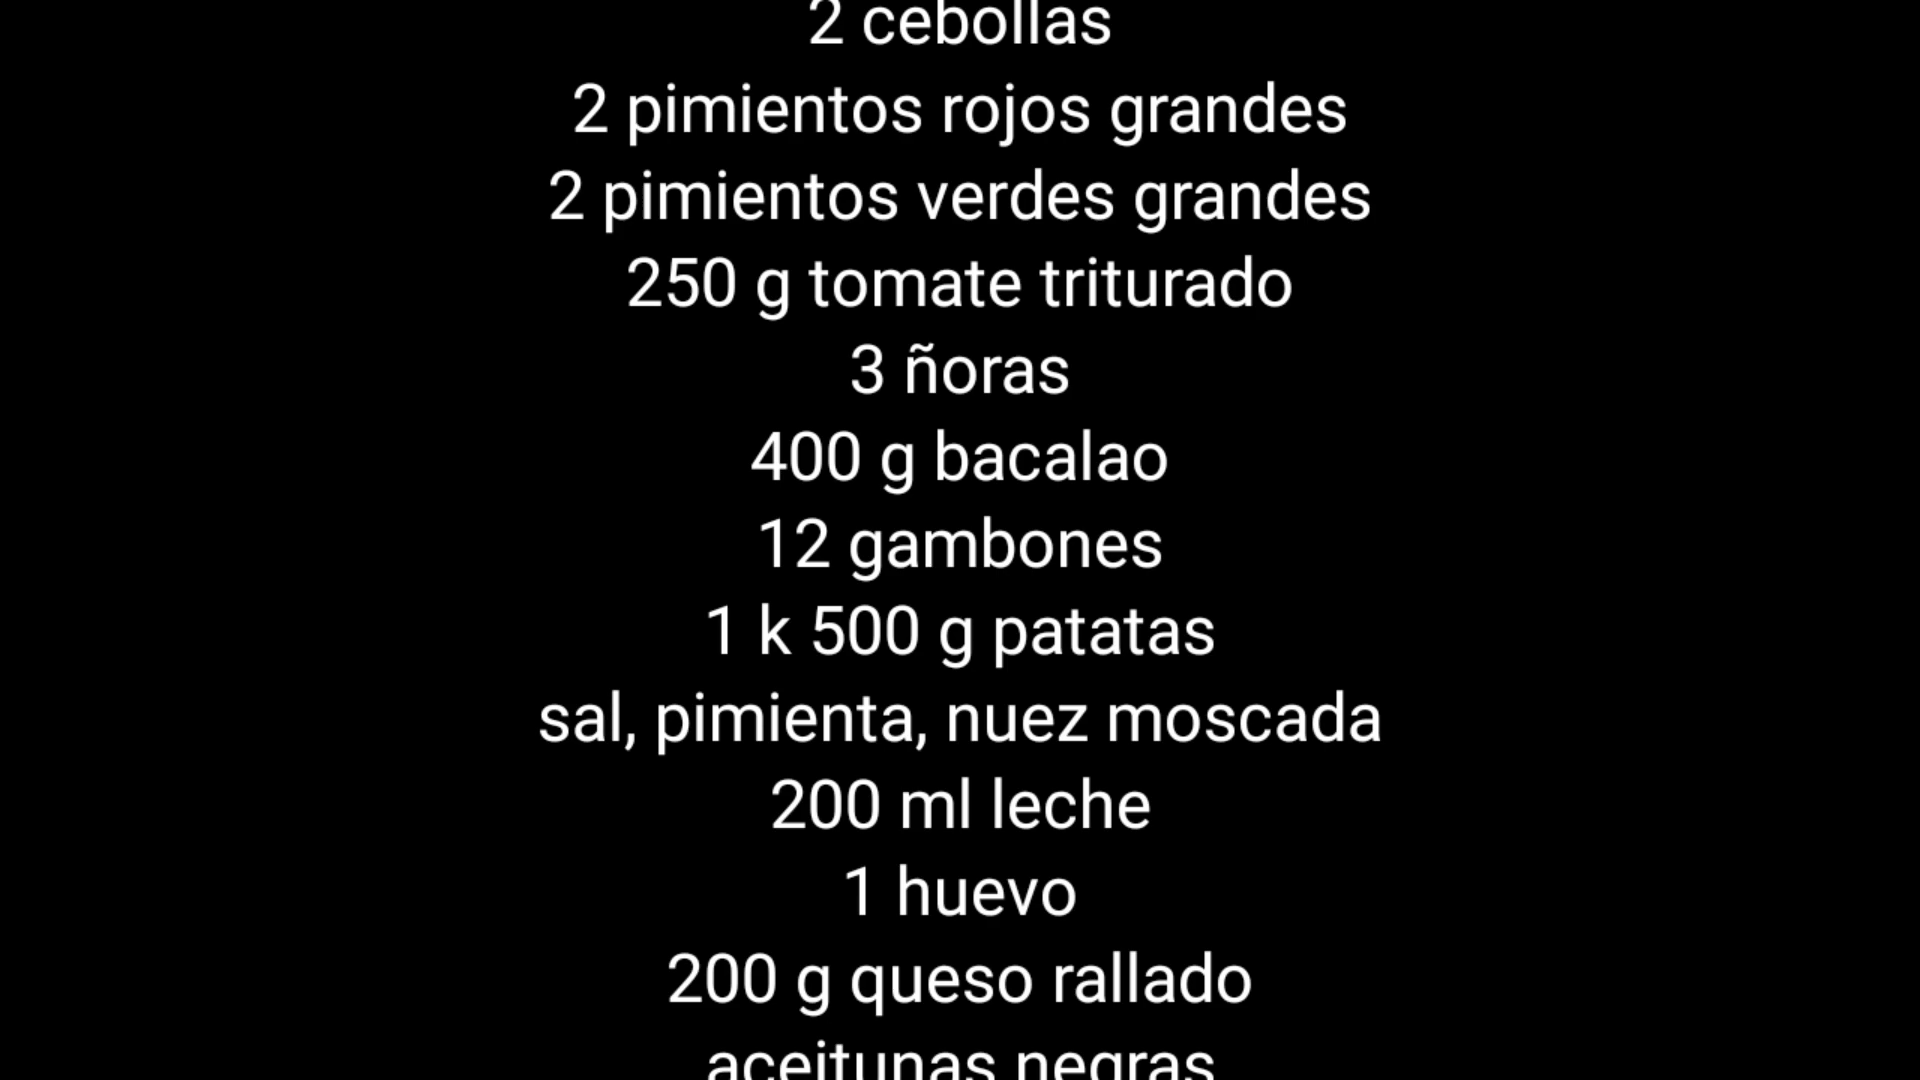 2 cebollas
2 pimientos rojos grandes
2 pimientos verdes grandes
250 g tomate triturado
3 ñoras
400 g bacalao
12 gambones
1 k 500 g patatas
sal, pimienta, nuez moscada
200 ml leche
1 huevo
200 g queso rallado
aceitunas negras